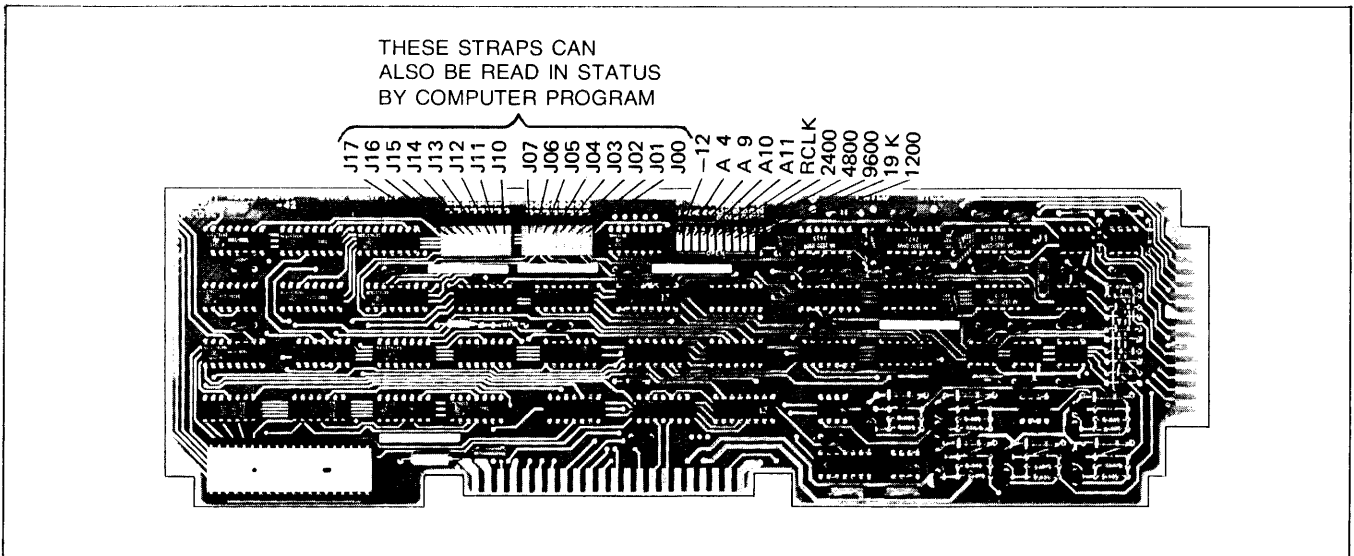 THESE STRAPS CAN
ALSO BE READ IN STATUS
BY COMPUTER PROGRAM
J17
J16
J15
J14
J13
J12
J11
J10
J07
J06
J05
J04
J03
J02
J01
J00
-12
A 4
A 9
A10
A11
RCLK
2400
4800
9600
19 K
1200